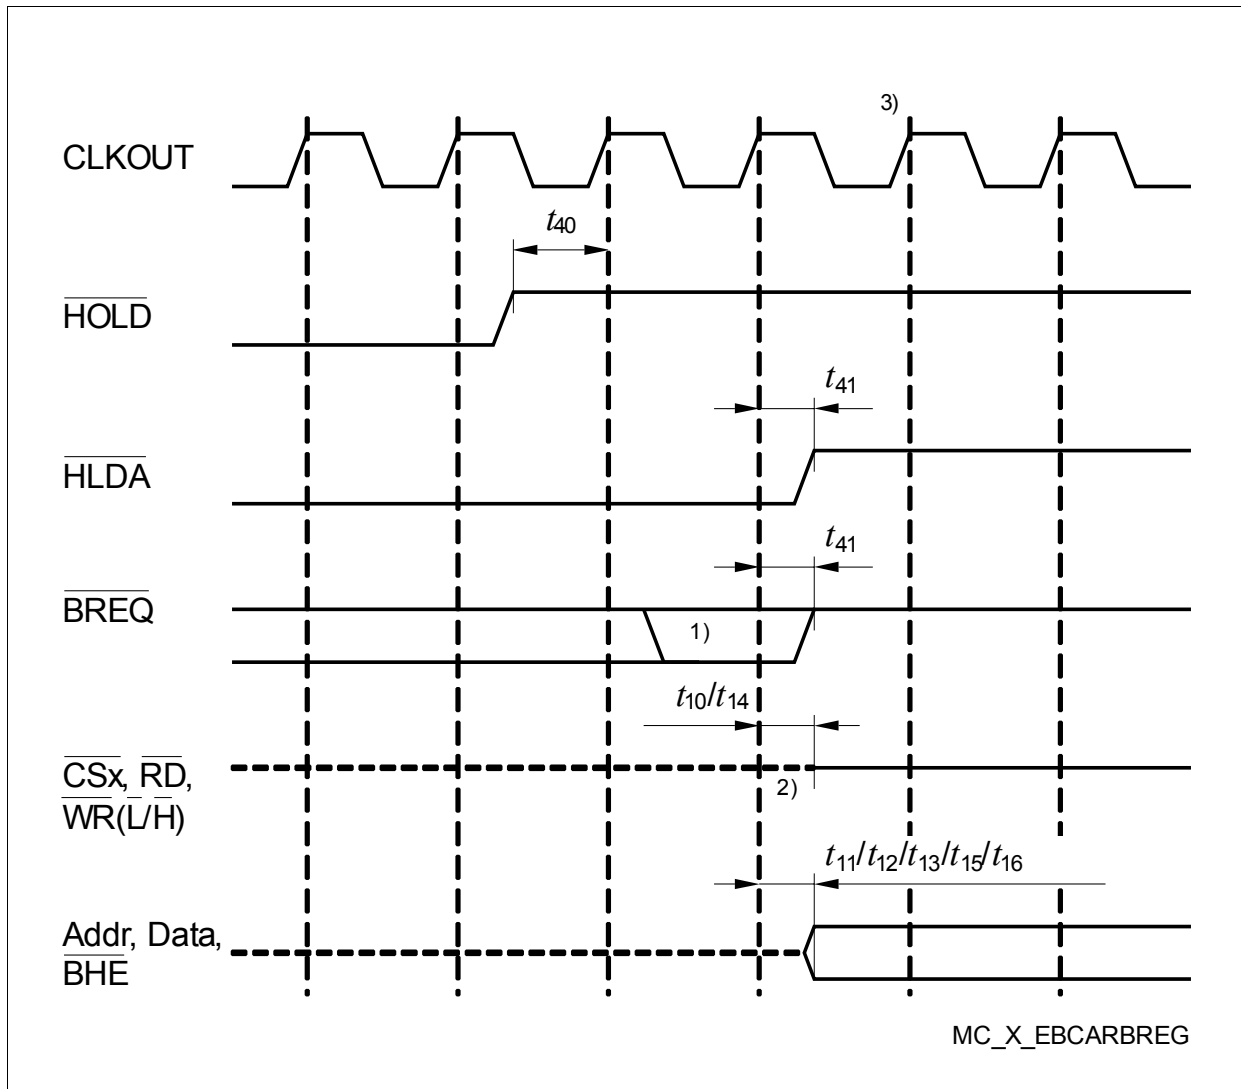 3)
CLKOUT
t40
HOLD
t41
HLDA
t41
BREQ
1)
t10/t14
CSx, RD,
WR(L/H)
2)
t11/t12/t13/t15/t16
Addr, Data,
BHE
MC_X_EBCARBREG